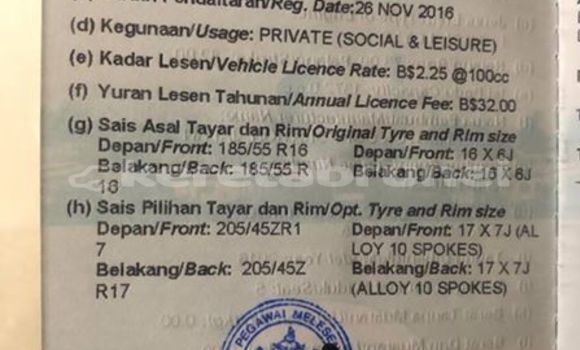 Pendaftaran/Reg. Date:26 NOV 2016
(d) Kegunaan/Usage: PRIVATE (SOCIAL & LEISURE)
(e) Kadar Lesen/Vehicle Licence Rate: B$2.25 @100cc
(f) Yuran Lesen Tahunan/Annual Licence Fee: B$32.00
(g) Sais Asal Tayar dan Rim/Original Tyre and Rim size
Depan/Front: 185/55 R16 Depan/Front: 16 X 6J
Belakang/Back: 185/55 R Belakang/Back: 16 X 6J
16
(h) Sais Pilihan Tayar dan Rim/Opt. Tyre and Rim size
Depan/Front: 205/45ZR1 Depan/Front: 17 X 7J (AL
7 LOY 10 SPOKES)
Belakang/Back: 205/45Z Belakang/Back: 17 X 7J
R17 (ALLOY 10 SPOKES)
PEGAWAI